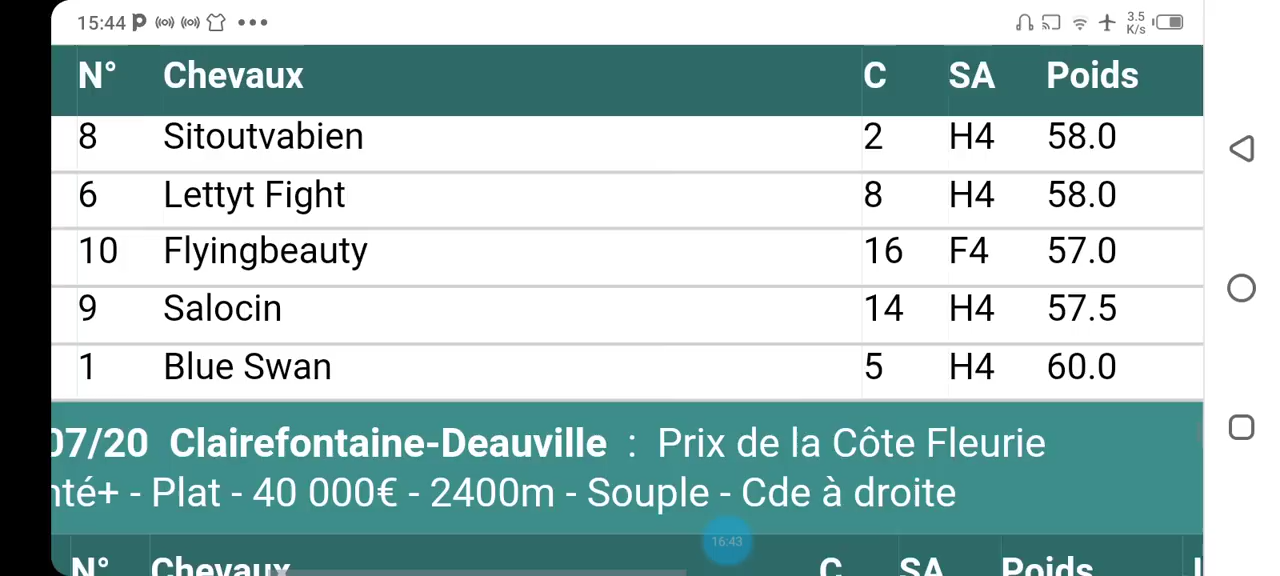 15:44 P •••
3.5 K/s
N° Chevaux C SA Poids
8 Sitoutvabien 2 H4 58.0
6 Lettyt Fight 8 H4 58.0
10 Flyingbeauty 16 F4 57.0
9 Salocin 14 H4 57.5
1 Blue Swan 5 H4 60.0
07/20 Clairefontaine-Deauville : Prix de la Côte Fleurie
nté+ - Plat - 40 000€ - 2400m - Souple - Cde à droite
16:43
N° Chevaux C SA Poids